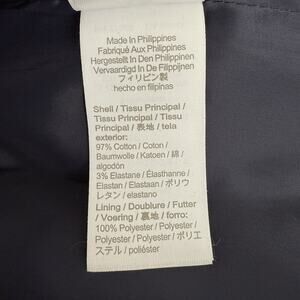 Made In Philippines
Fabriqué Aux Philippines
Hergestellt In Den Philippinen
Vervaardigd In De Filippijnen
フィリピン製
hecho en filipinas
Shell / Tissu Principal /
Tissu Principal / Tissu
Principal / 表地 / tela
exterior:
97% Cotton / Coton /
Baumwolle / Katoen / 綿 /
algodón
3% Elastane / Élasthanne /
Elastan / Elastaan / ポリウ
レタン / elastano
Lining / Doublure / Futter
/ Voering / 裏地 / forro:
100% Polyester / Polyester /
Polyester / Polyester / ポリエ
ステル / poliéster